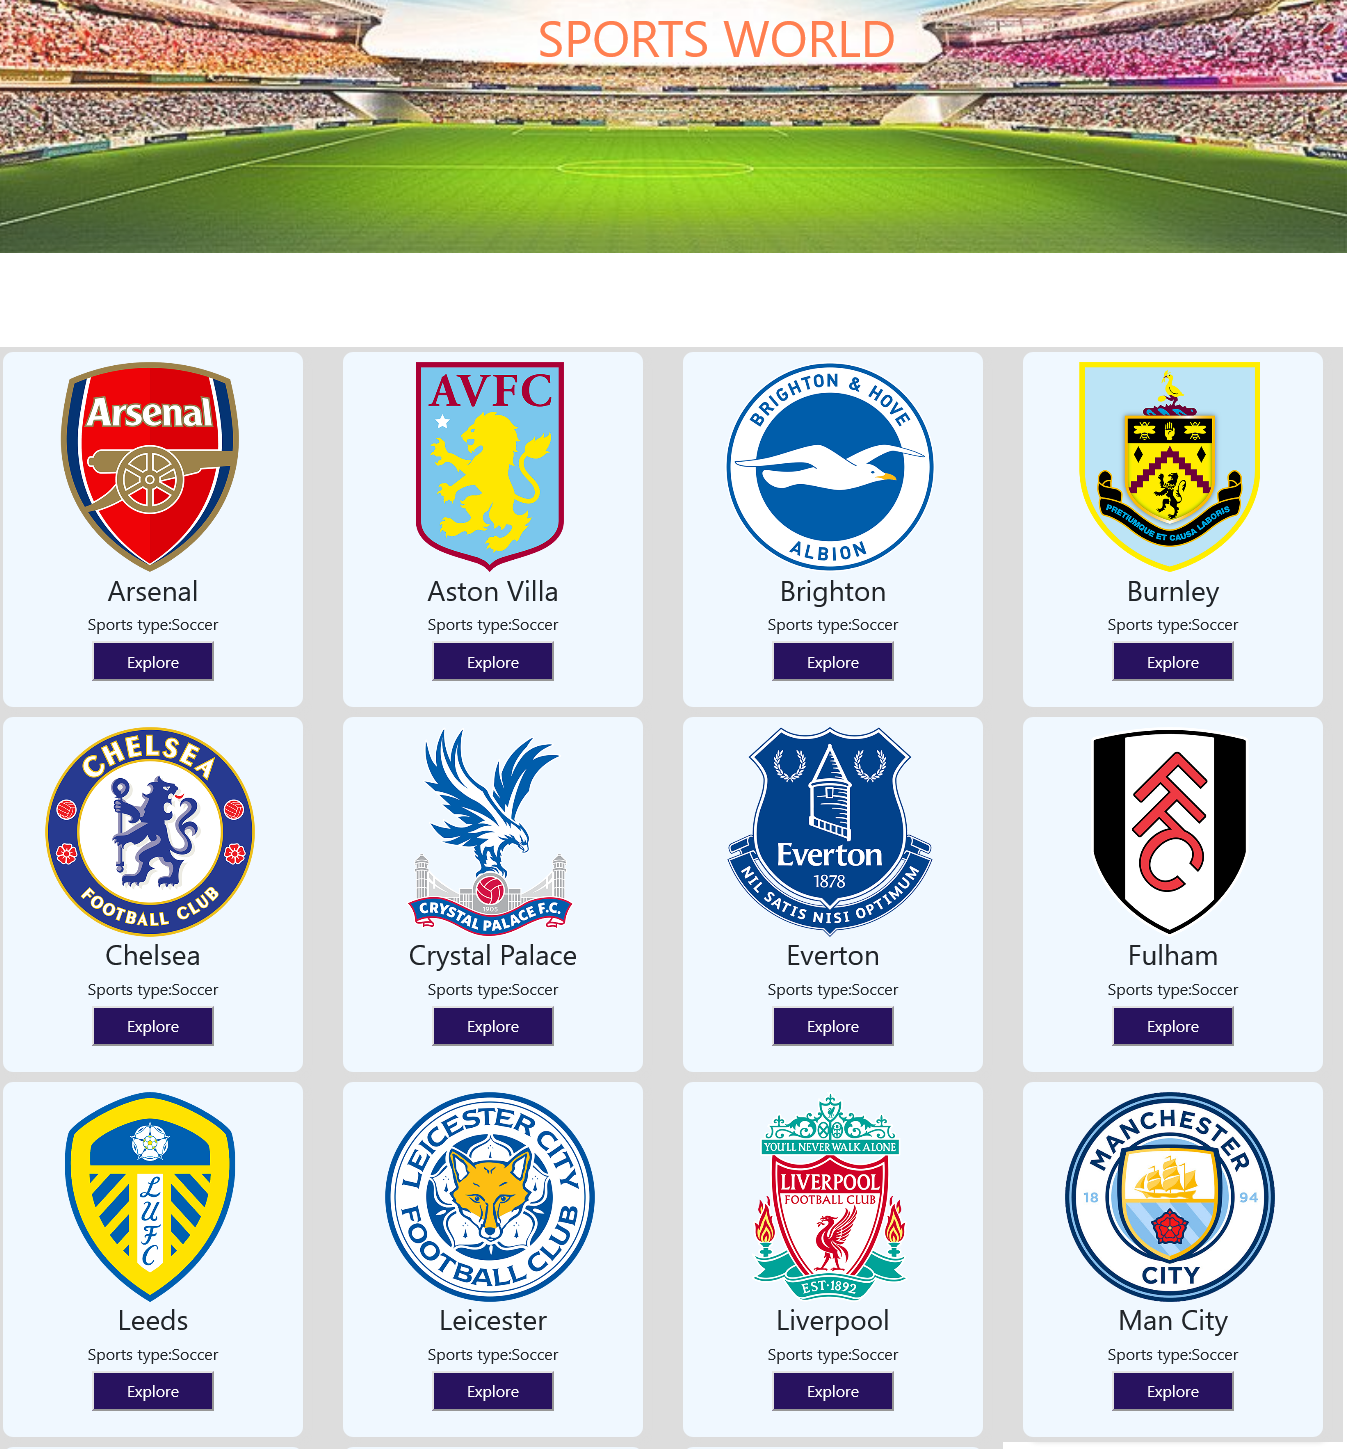 SPORTS WORLD
Arsenal
Arsenal
Sports type:Soccer
Explore
AVFC
Aston Villa
Sports type:Soccer
Explore
BRIGHTON & HOVE
ALBION
Brighton
Sports type:Soccer
Explore
PRETIUMQUE ET CAUSA LABORIS
Burnley
Sports type:Soccer
Explore
CHELSEA
FOOTBALL CLUB
Chelsea
Sports type:Soccer
Explore
1905
CRYSTAL PALACE F.C.
Crystal Palace
Sports type:Soccer
Explore
Everton
1878
NIL SATIS NISI OPTIMUM
Everton
Sports type:Soccer
Explore
FFC
Fulham
Sports type:Soccer
Explore
LUFC
Leeds
Sports type:Soccer
Explore
LEICESTER CITY
FOOTBALL CLUB
Leicester
Sports type:Soccer
Explore
YOU'LL NEVER WALK ALONE
LIVERPOOL
FOOTBALL CLUB
EST·1892
Liverpool
Sports type:Soccer
Explore
MANCHESTER
18 94
CITY
Man City
Sports type:Soccer
Explore